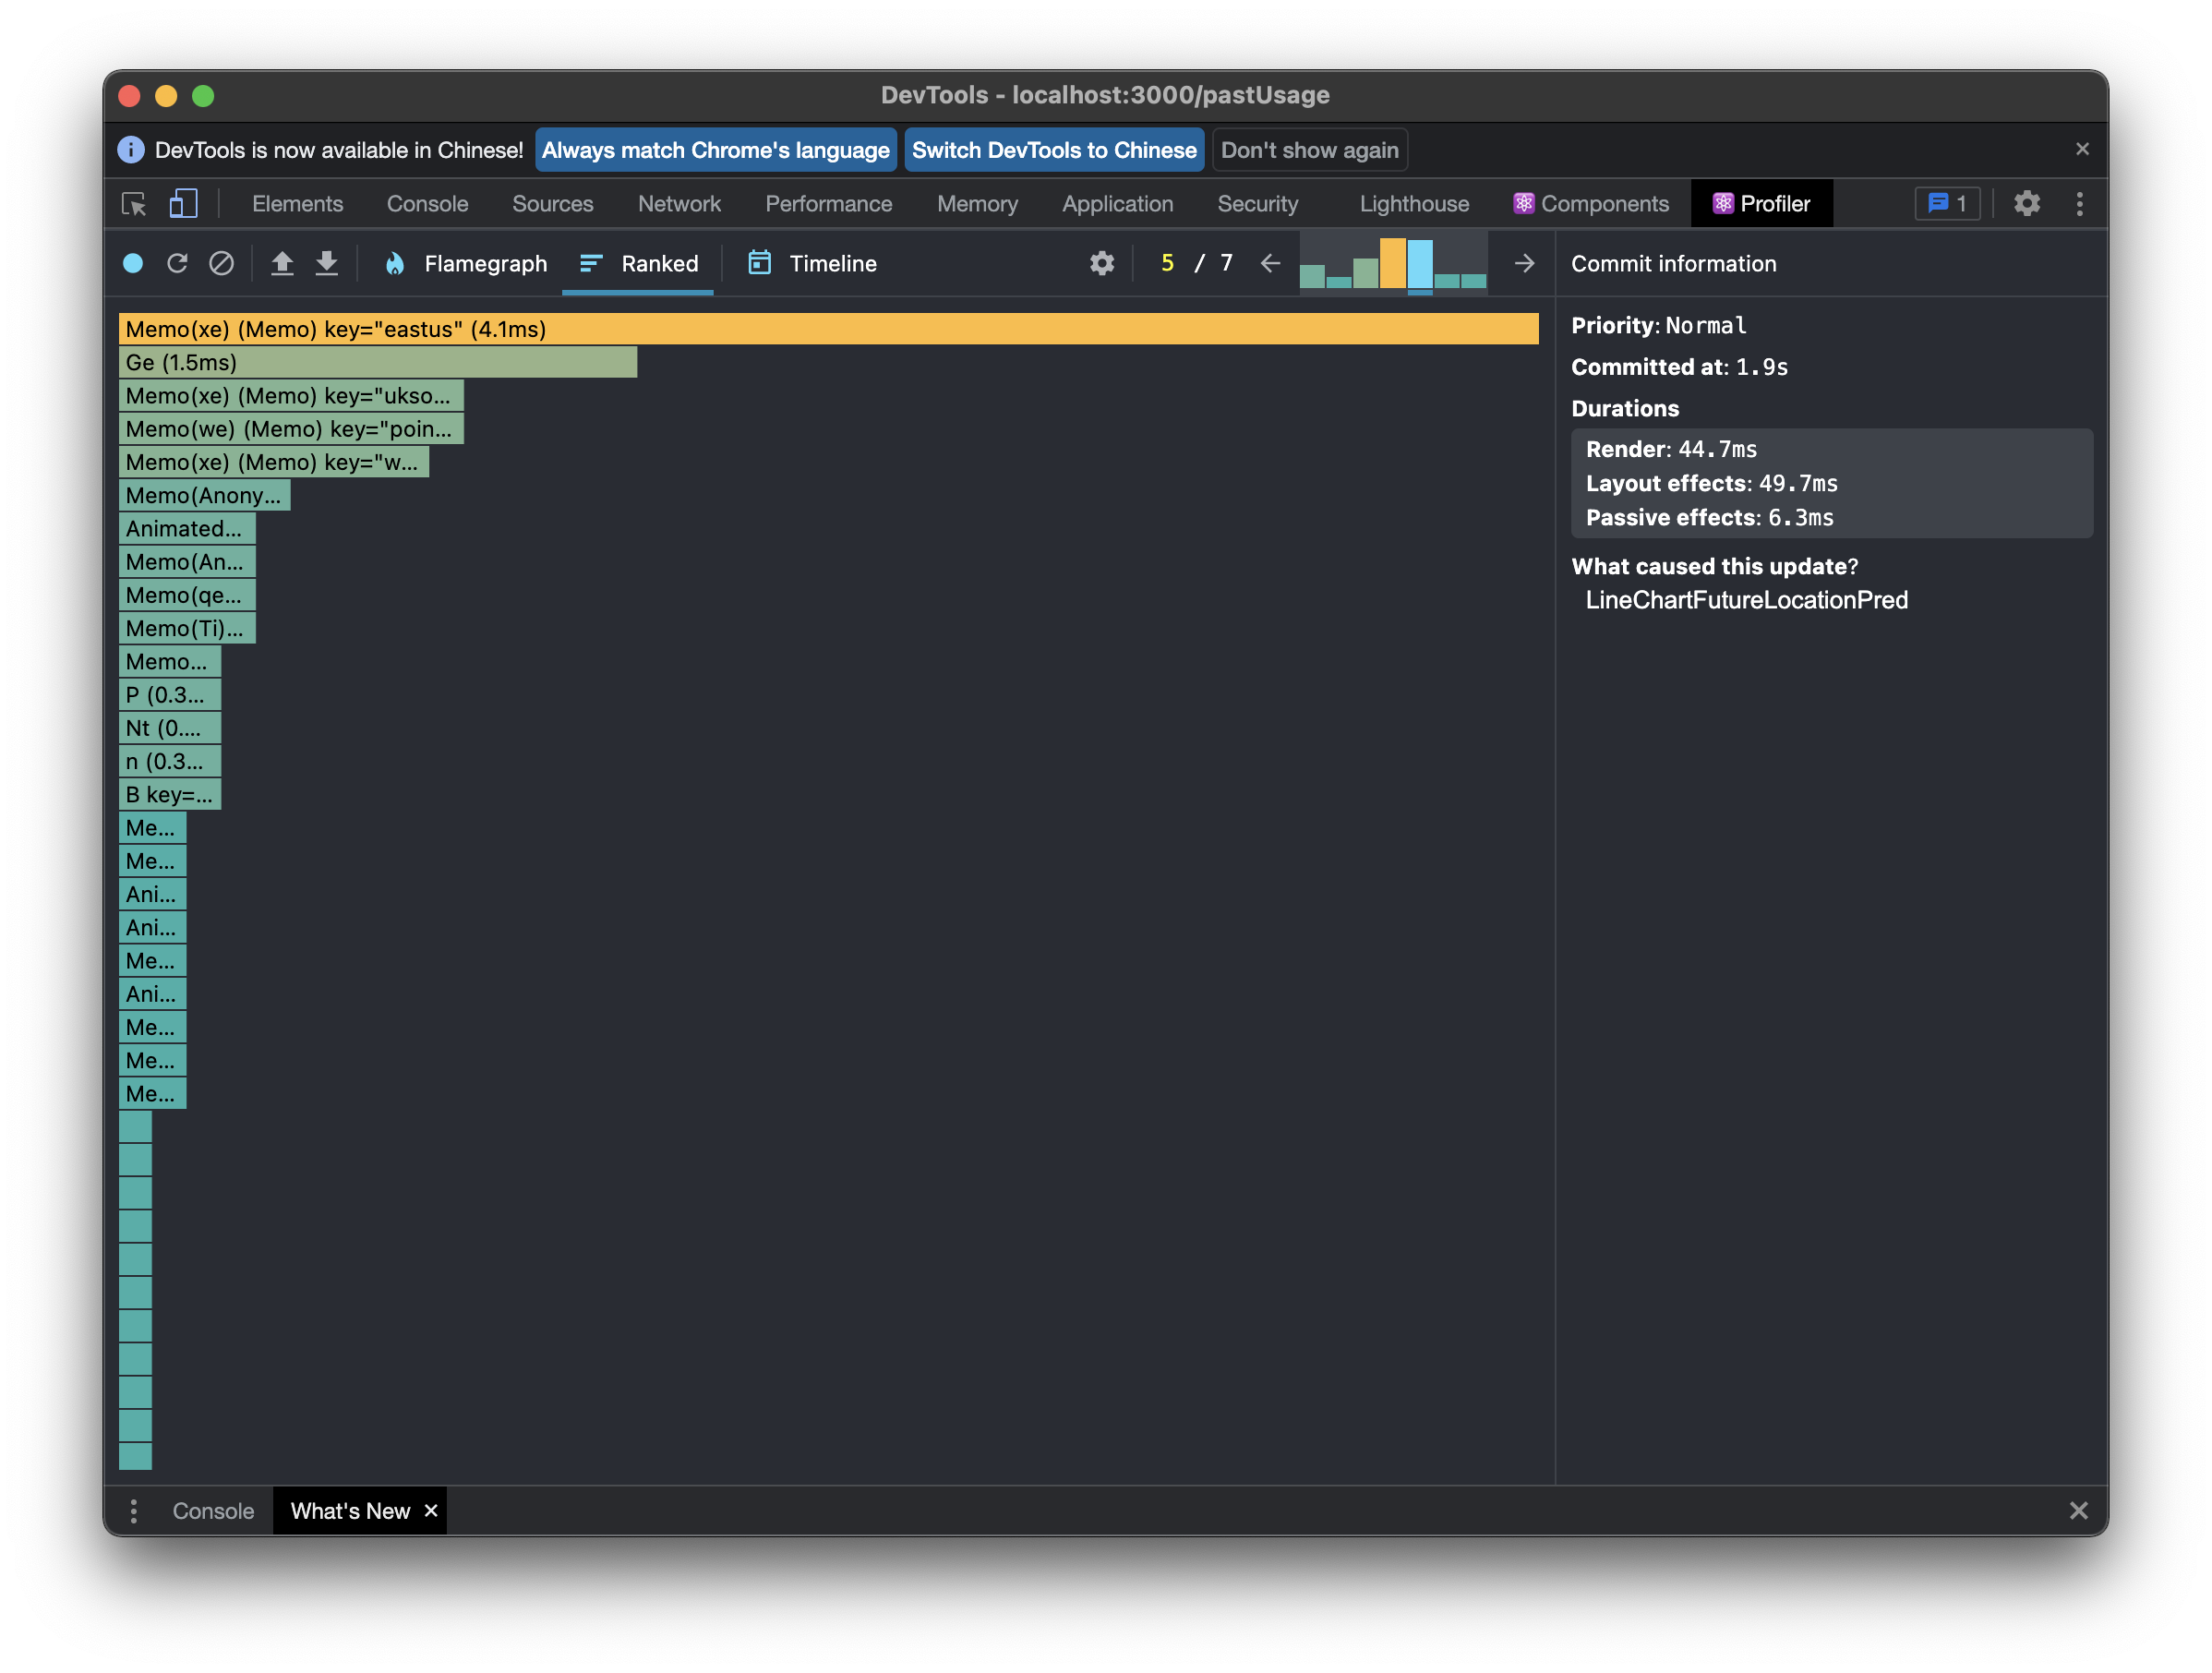 DevTools - localhost:3000/pastUsage
DevTools is now available in Chinese! Always match Chrome's language Switch DevTools to Chinese Don't show again
Elements Console Sources Network Performance Memory Application Security Lighthouse Components Profiler 1
Flamegraph Ranked Timeline 5 / 7 Commit information
Memo(xe) (Memo) key="eastus" (4.1ms)
Ge (1.5ms)
Memo(xe) (Memo) key="ukso...
Memo(we) (Memo) key="poin...
Memo(xe) (Memo) key="w...
Memo(Anony...
Animated...
Memo(An...
Memo(qe...
Memo(Ti)...
Memo...
P (0.3...
Nt (0....
n (0.3...
B key=...
Me...
Me...
Ani...
Ani...
Me...
Ani...
Me...
Me...
Me...
Priority: Normal
Committed at: 1.9s
Durations
Render: 44.7ms
Layout effects: 49.7ms
Passive effects: 6.3ms
What caused this update?
LineChartFutureLocationPred
Console What's New